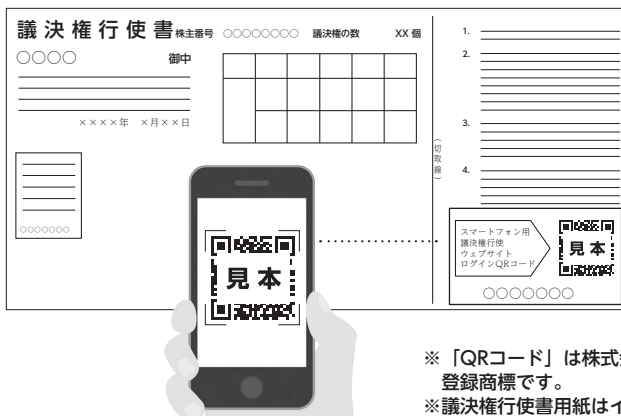 議決権行使書 株主番号 ○○○○○○○○ 議決権の数 XX 個
○○○○ 御中
××××年 ×月××日
○○○○○○○
見本
(切取線)
1.
2.
3.
4.
スマートフォン用
議決権行使
ウェブサイト
ログインQRコード
見本
○○○○○○○
※「QRコード」は株式会
登録商標です。
※議決権行使書用紙はイ